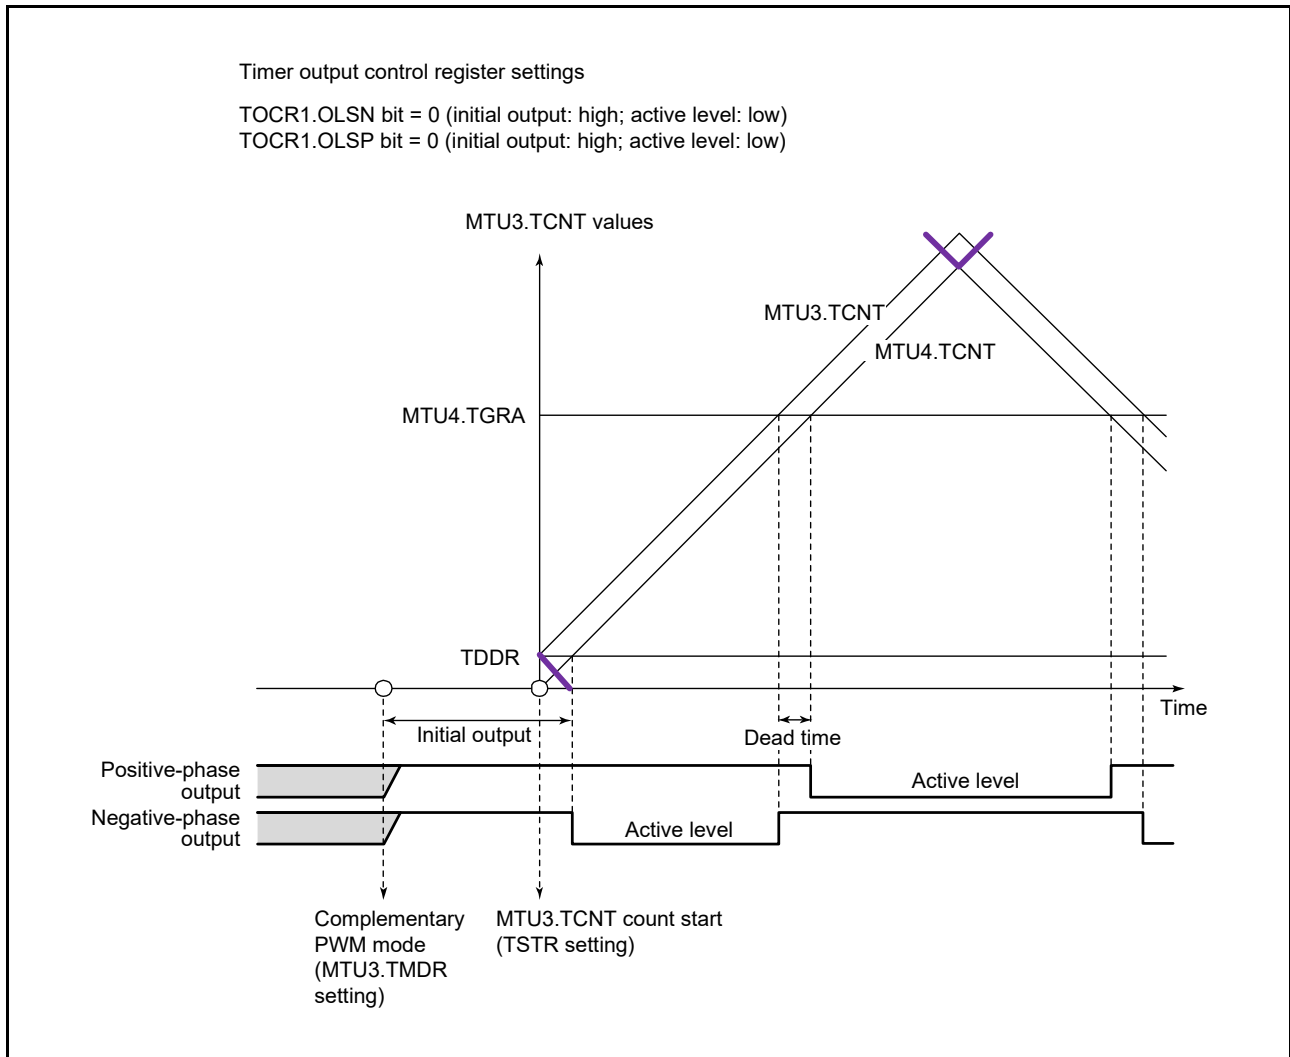 Timer output control register settings
TOCR1.OLSN bit = 0 (initial output: high; active level: low)
TOCR1.OLSP bit = 0 (initial output: high; active level: low)
MTU3.TCNT values
MTU3.TCNT
MTU4.TCNT
MTU4.TGRA
TDDR
Time
Initial output
Dead time
Positive-phase
output
Active level
Negative-phase
output
Active level
Complementary
PWM mode
(MTU3.TMDR
setting)
MTU3.TCNT count start
(TSTR setting)